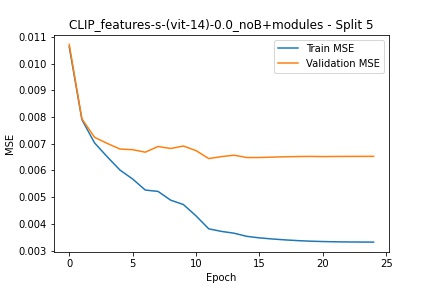 CLIP_features-s-(vit-14)-0.0_noB+modules - Split 5
0.011
0.010
0.009
0.008
0.007
0.006
0.005
0.004
0.003
MSE
Train MSE
Validation MSE
0 5 10 15 20 25
Epoch